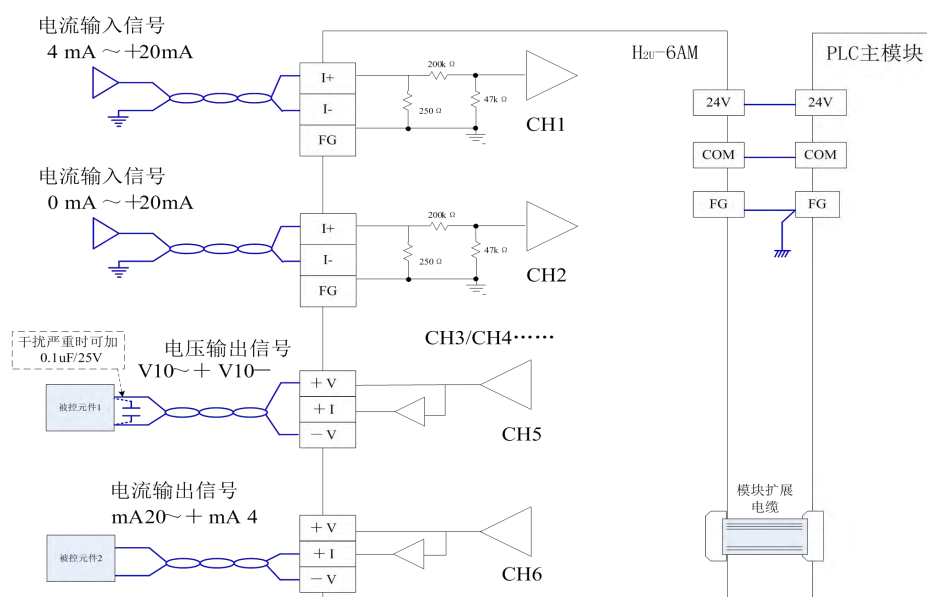 电流输入信号
4 mA ～+20mA
I+
I-
FG
200k Ω
250 Ω
47k Ω
CH1
H2U-6AM
PLC主模块
24V
24V
COM
COM
FG
FG
电流输入信号
0 mA ～+20mA
I+
I-
FG
200k Ω
250 Ω
47k Ω
CH2
CH3/CH4……
干扰严重时可加
0.1uF/25V
电压输出信号
V10～＋ V10－
被控元件1
＋V
＋I
－V
CH5
电流输出信号
mA20～＋ mA 4
被控元件2
＋V
＋I
－V
CH6
模块扩展
电缆